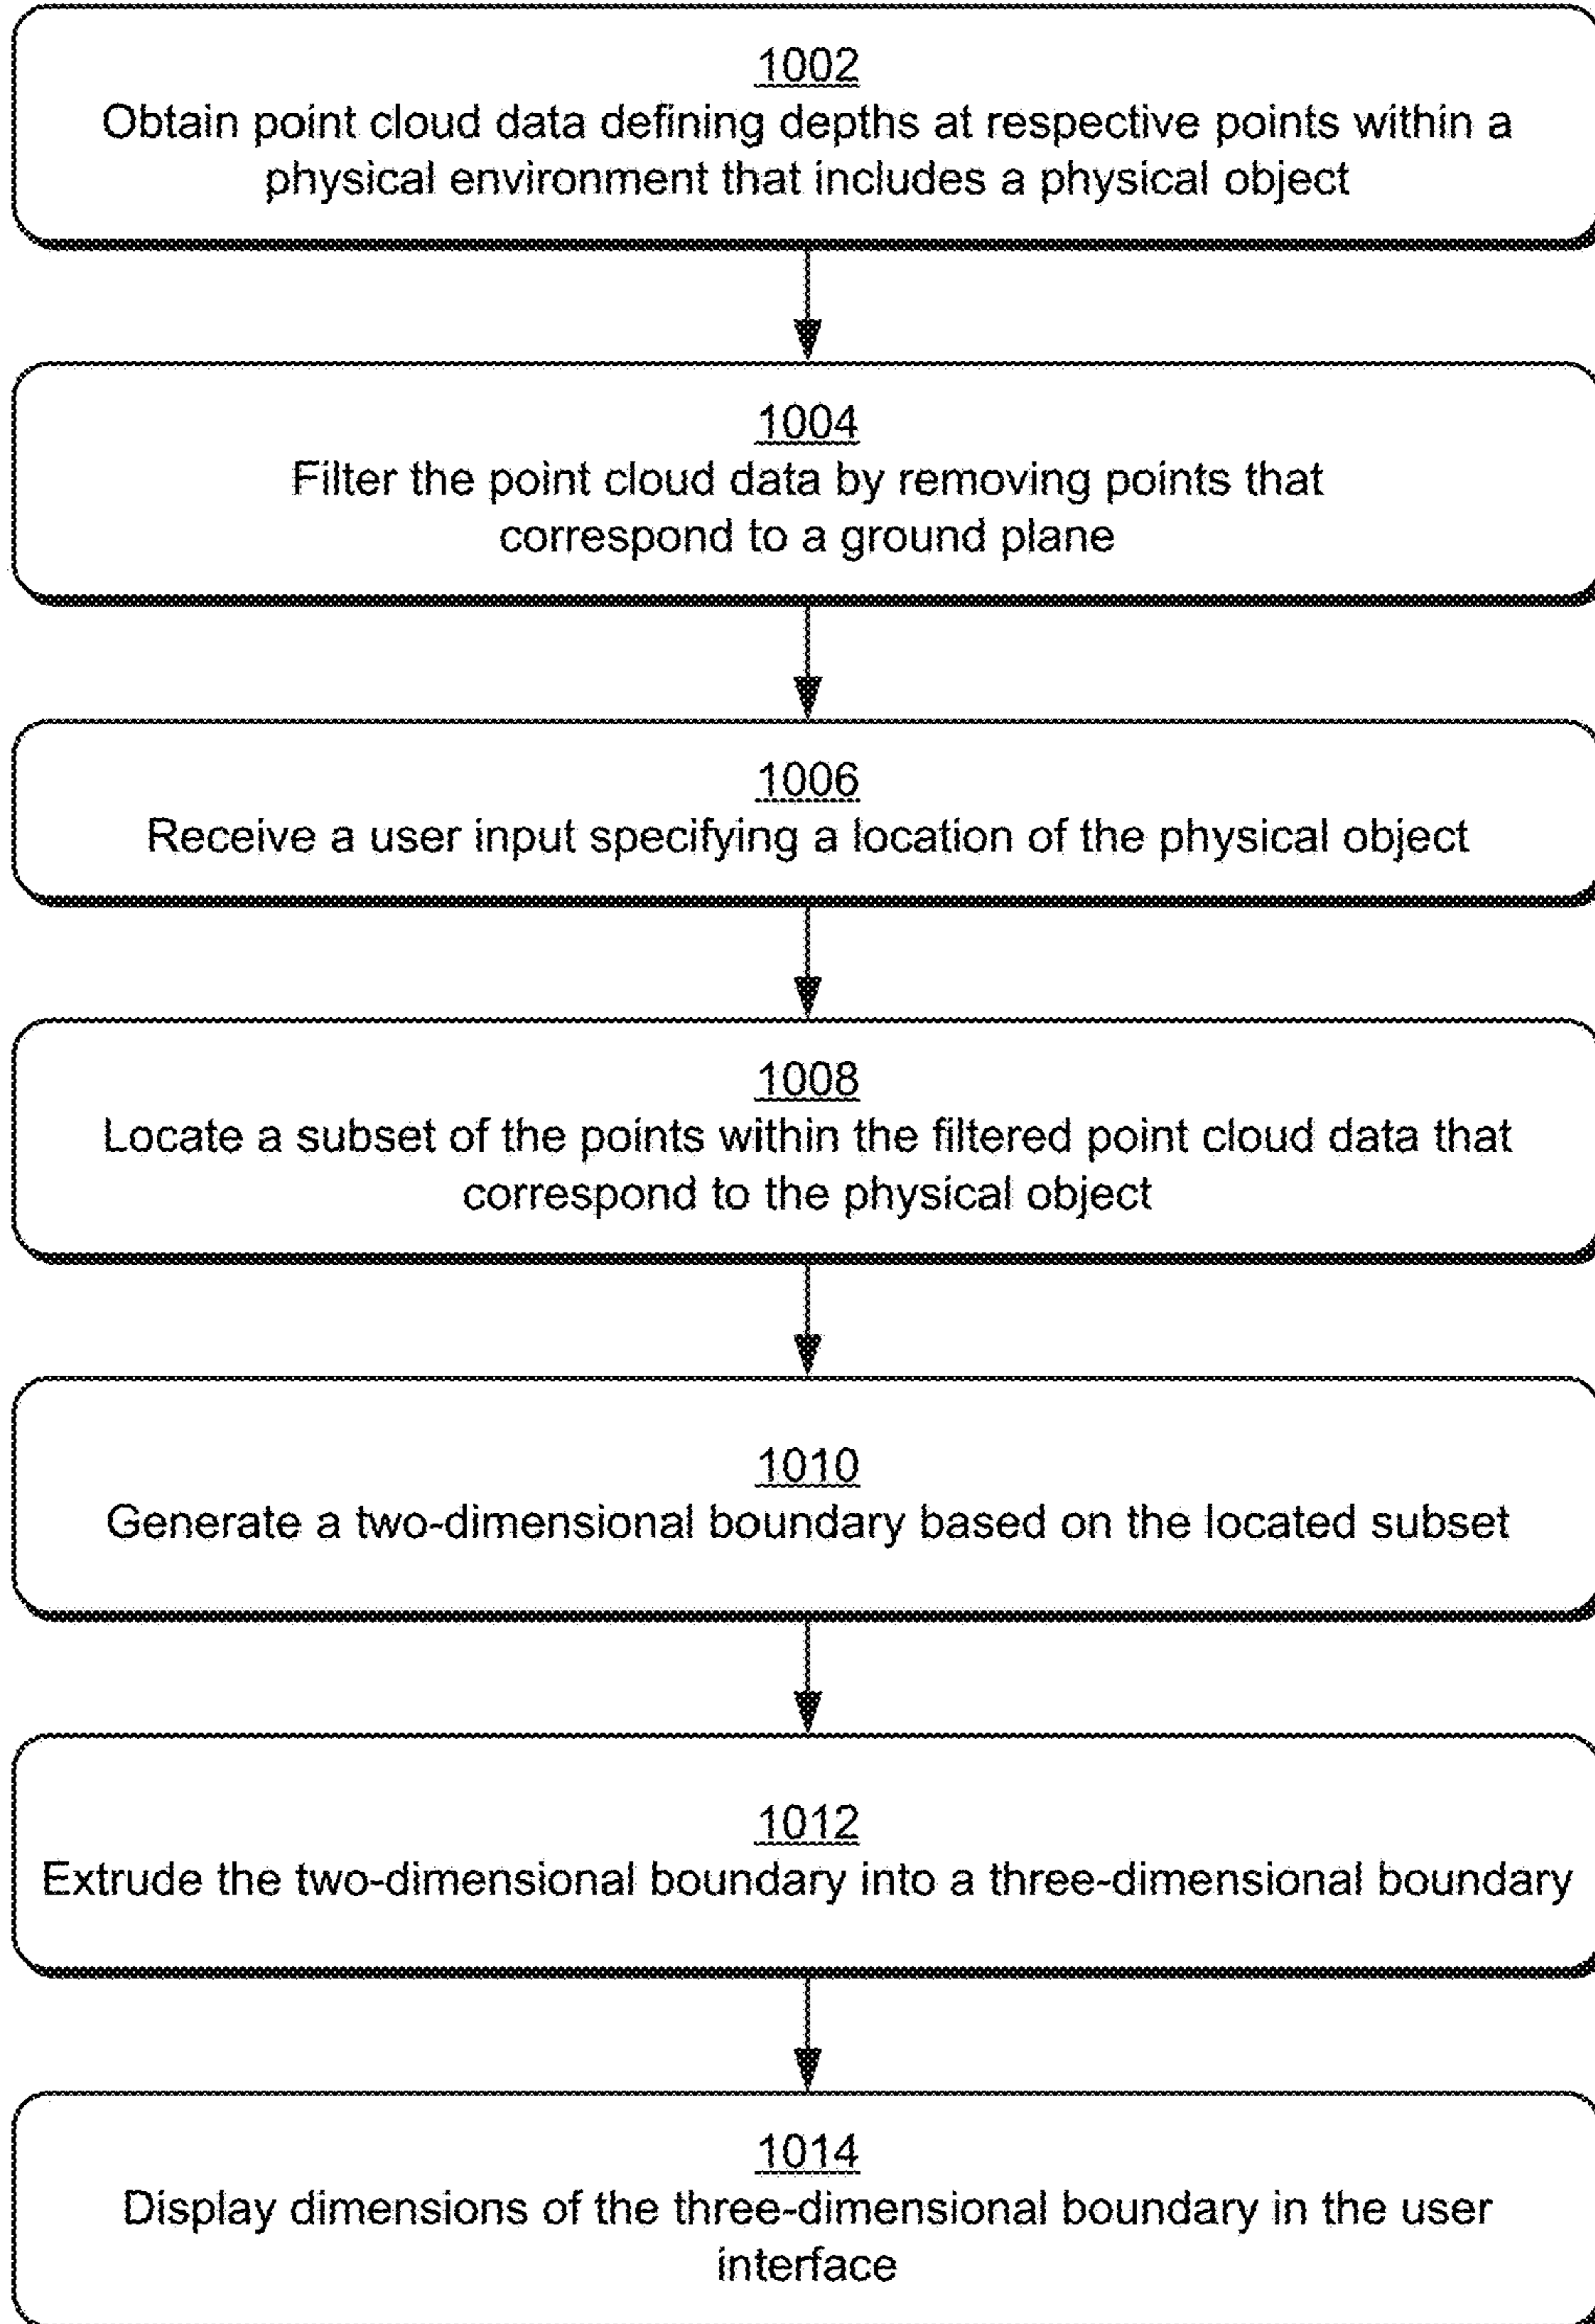 1002
Obtain point cloud data defining depths at respective points within a
physical environment that includes a physical object
1004
Filter the point cloud data by removing points that
correspond to a ground plane
1006
Receive a user input specifying a location of the physical object
1008
Locate a subset of the points within the filtered point cloud data that
correspond to the physical object
1010
Generate a two-dimensional boundary based on the located subset
1012
Extrude the two-dimensional boundary into a three-dimensional boundary
1014
Display dimensions of the three-dimensional boundary in the user
interface